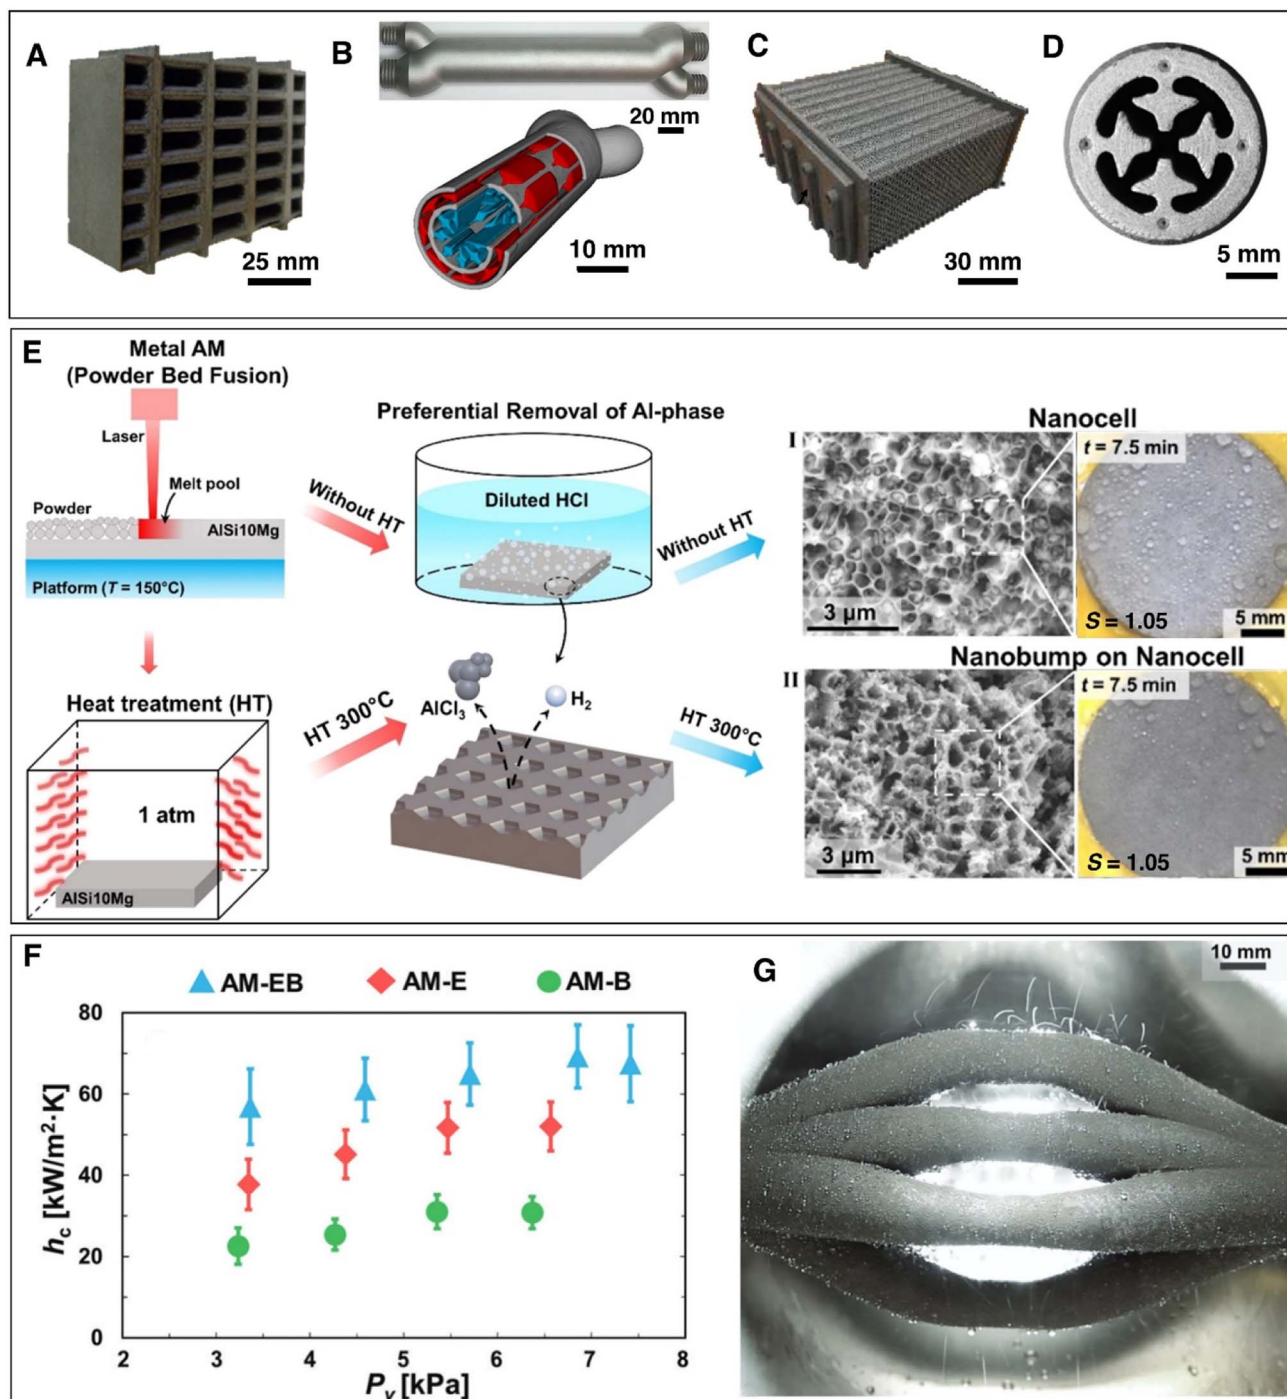 A
25 mm
B
20 mm
10 mm
C
30 mm
D
5 mm
E
Metal AM
(Powder Bed Fusion)
Laser
Melt pool
Powder
AlSi10Mg
Platform (T = 150°C)
Heat treatment (HT)
1 atm
AlSi10Mg
Without HT
HT 300°C
Preferential Removal of Al-phase
Diluted HCl
AlCl₃
H₂
Without HT
HT 300°C
Nanocell
I
3 μm
t = 7.5 min
S = 1.05
5 mm
Nanobump on Nanocell
II
3 μm
t = 7.5 min
S = 1.05
5 mm
F
AM-EB
AM-E
AM-B
h_c [kW/m²·K]
80
60
40
20
0
2
3
4
5
6
7
8
P_v [kPa]
G
10 mm